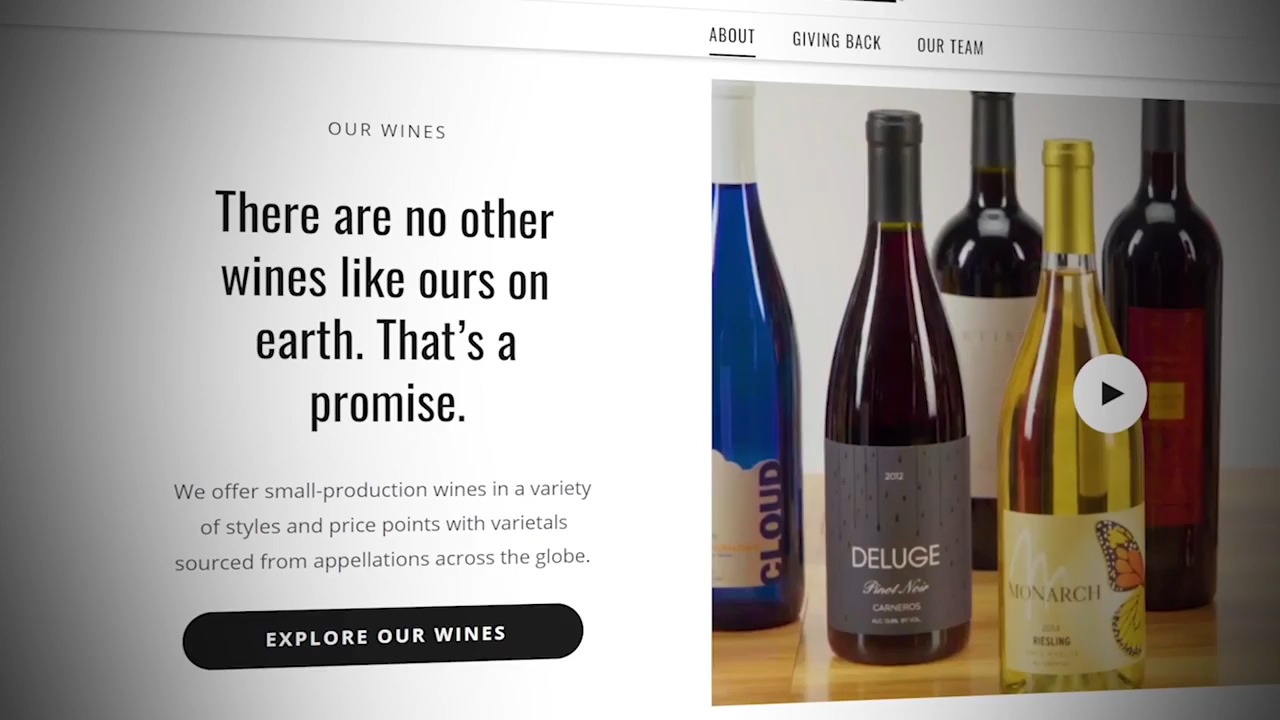 ABOUT
GIVING BACK
OUR TEAM
OUR WINES
There are no other
wines like ours on
earth. That's a
promise.
We offer small-production wines in a variety
of styles and price points with varietals
sourced from appellations across the globe.
EXPLORE OUR WINES
CLOUD
2012
DELUGE
Pinot Noir
CARNEROS
MONARCH
RIESLING